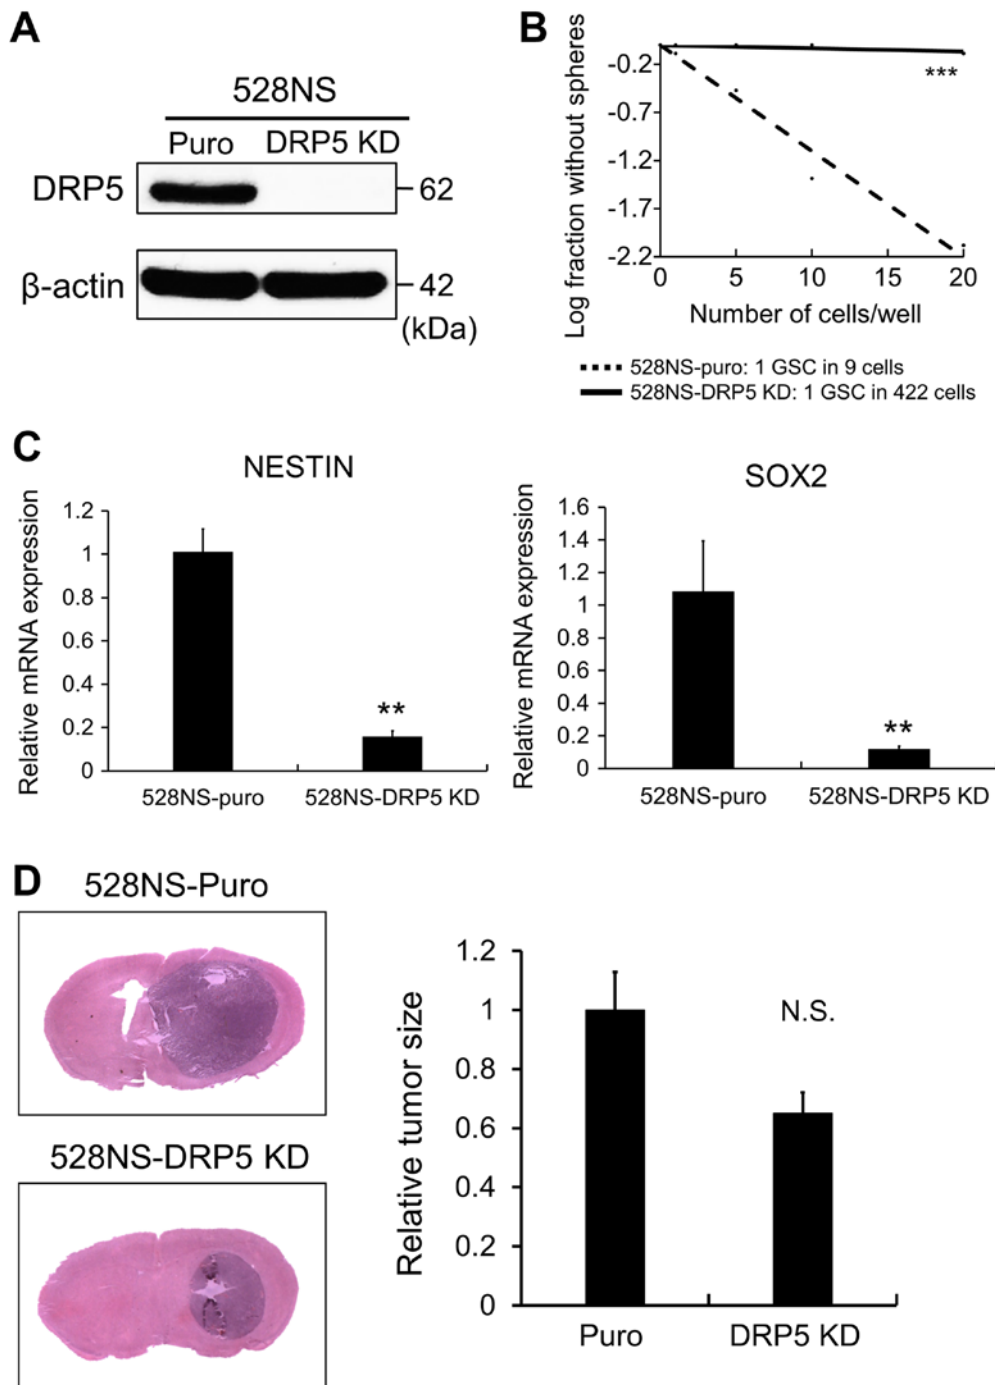 A
528NS
Puro DRP5 KD
DRP5 62
β-actin 42
(kDa)
B
Log fraction without spheres
-0.2
-0.7
-1.2
-1.7
-2.2
0 5 10 15 20
***
Number of cells/well
528NS-puro: 1 GSC in 9 cells
528NS-DRP5 KD: 1 GSC in 422 cells
C
NESTIN
Relative mRNA expression
1.2
1
0.8
0.6
0.4
0.2
0
**
528NS-puro 528NS-DRP5 KD
SOX2
Relative mRNA expression
1.6
1.4
1.2
1
0.8
0.6
0.4
0.2
0
**
528NS-puro 528NS-DRP5 KD
D
528NS-Puro
528NS-DRP5 KD
Relative tumor size
1.2
1
0.8
0.6
0.4
0.2
0
N.S.
Puro DRP5 KD